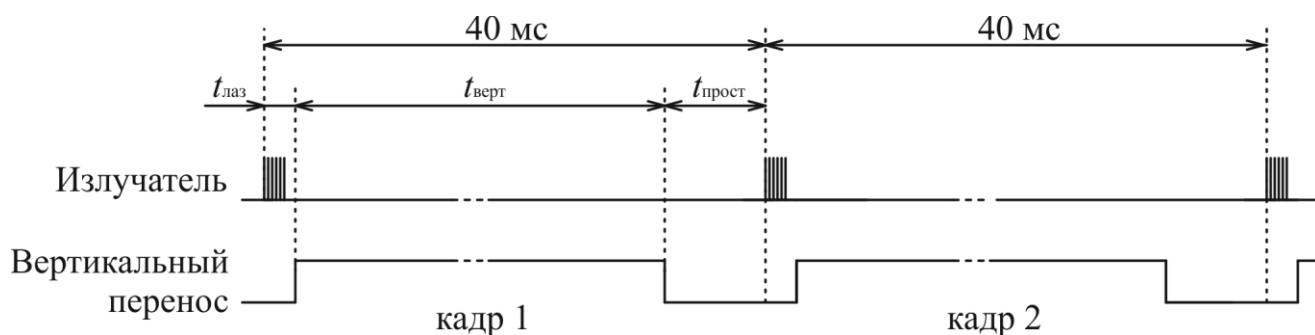 40 мс 40 мс
tлаз tверт tпрост
Излучатель
Вертикальный
перенос
кадр 1 кадр 2